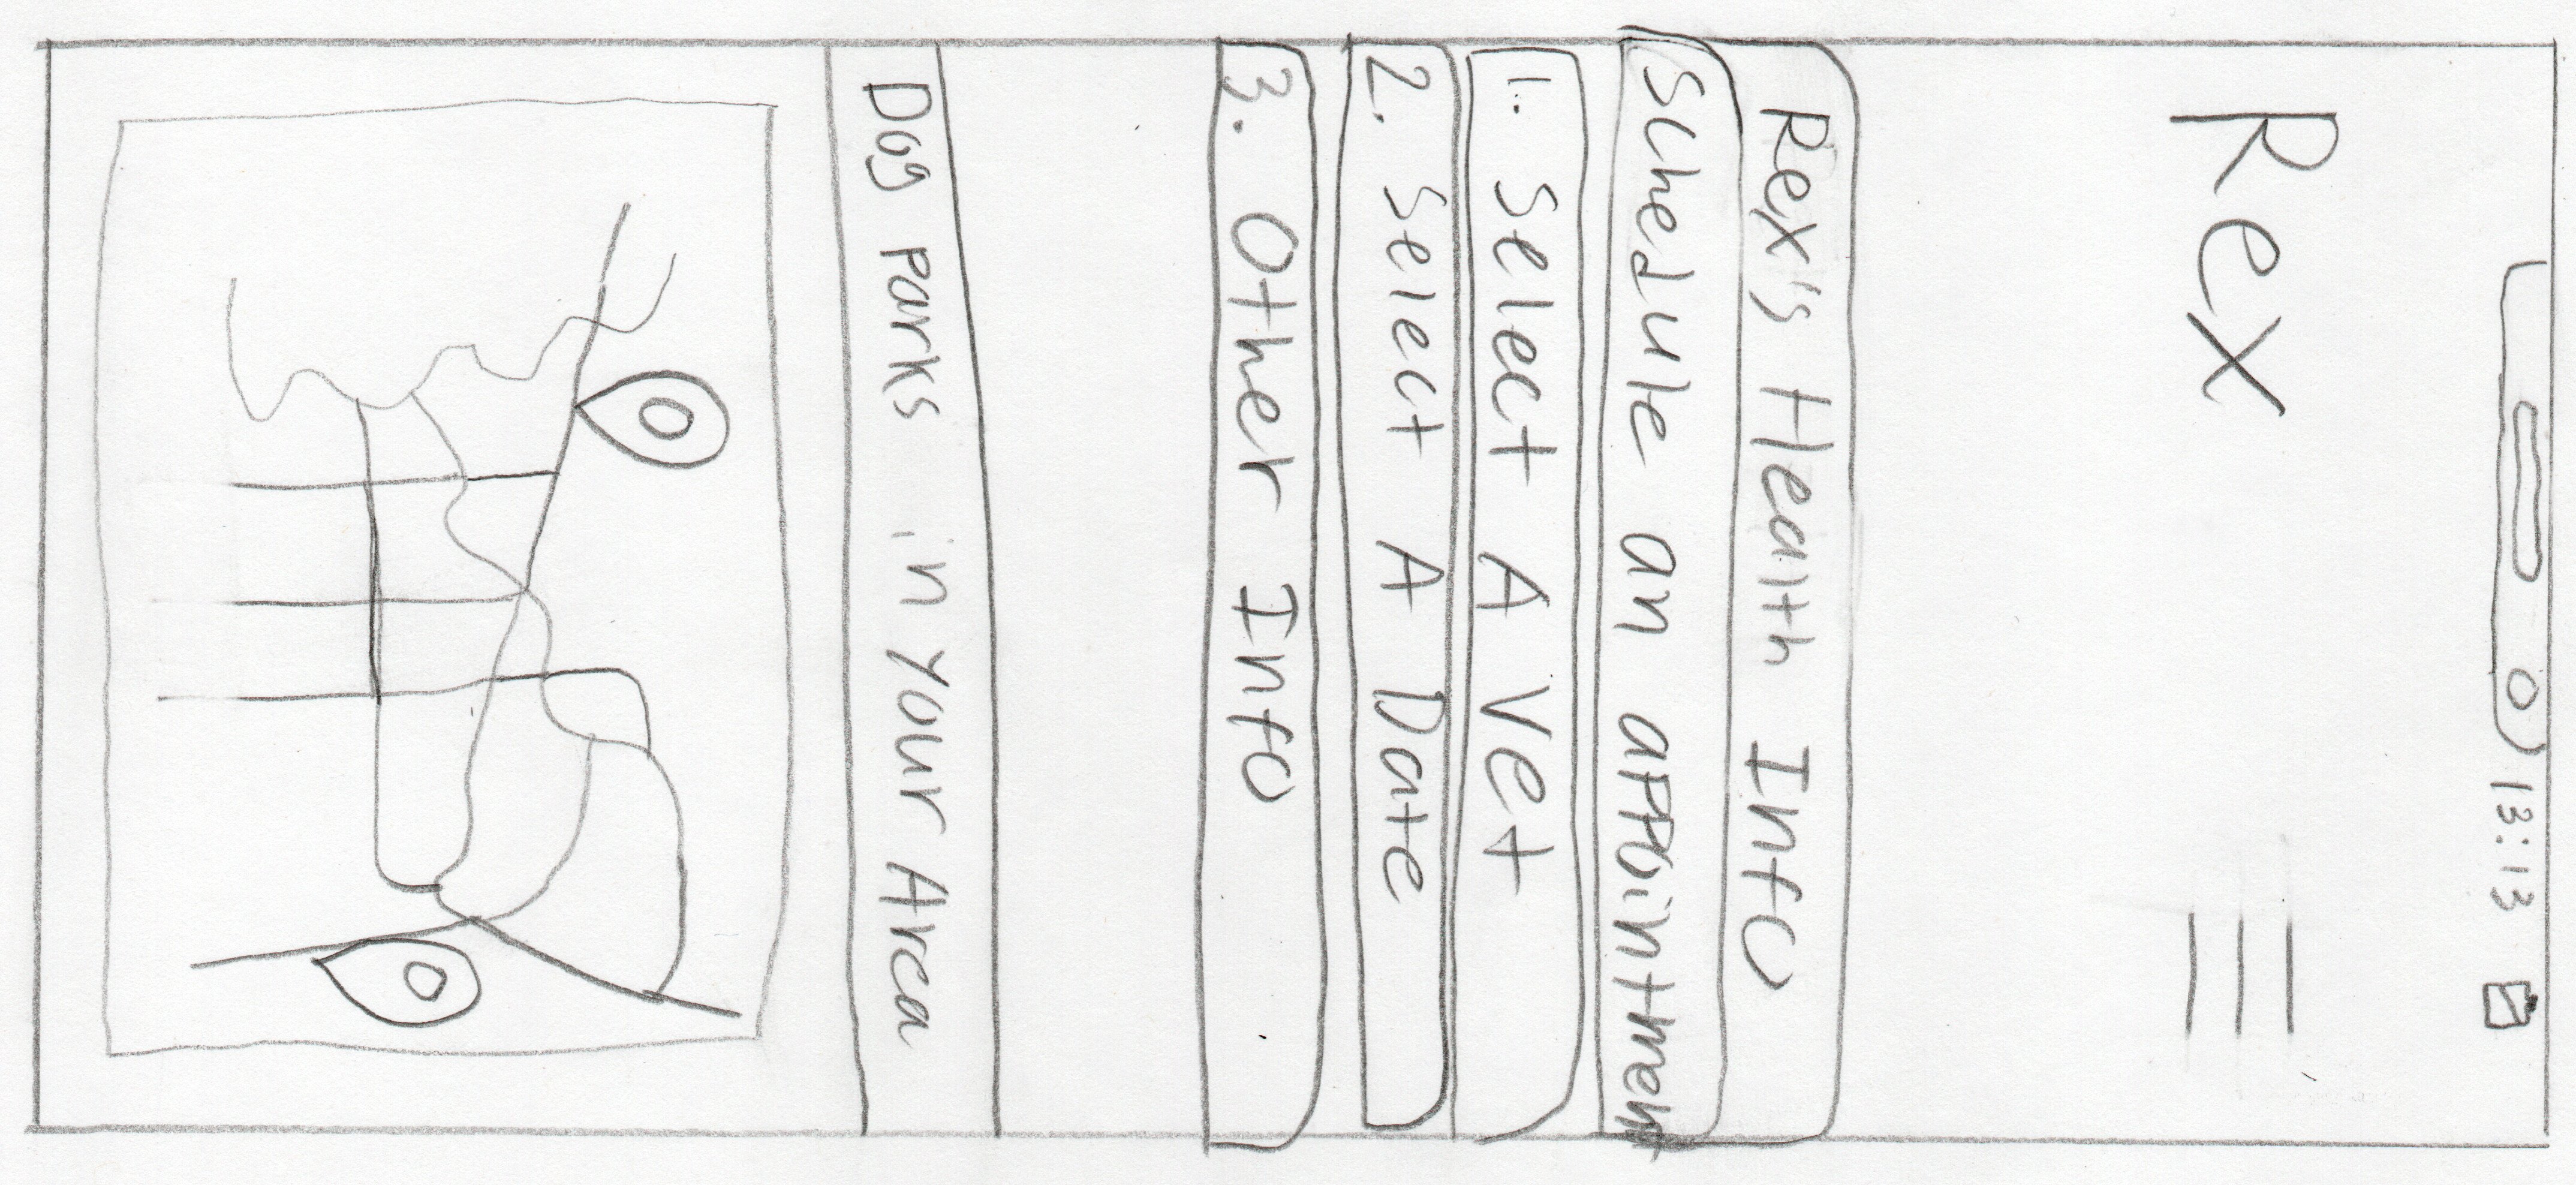 13:13
Rex
Rex's Health Info
Schedule an appointment
1. Select A Vet
2. Select A Date
3. Other Info
Dog parks in your Area